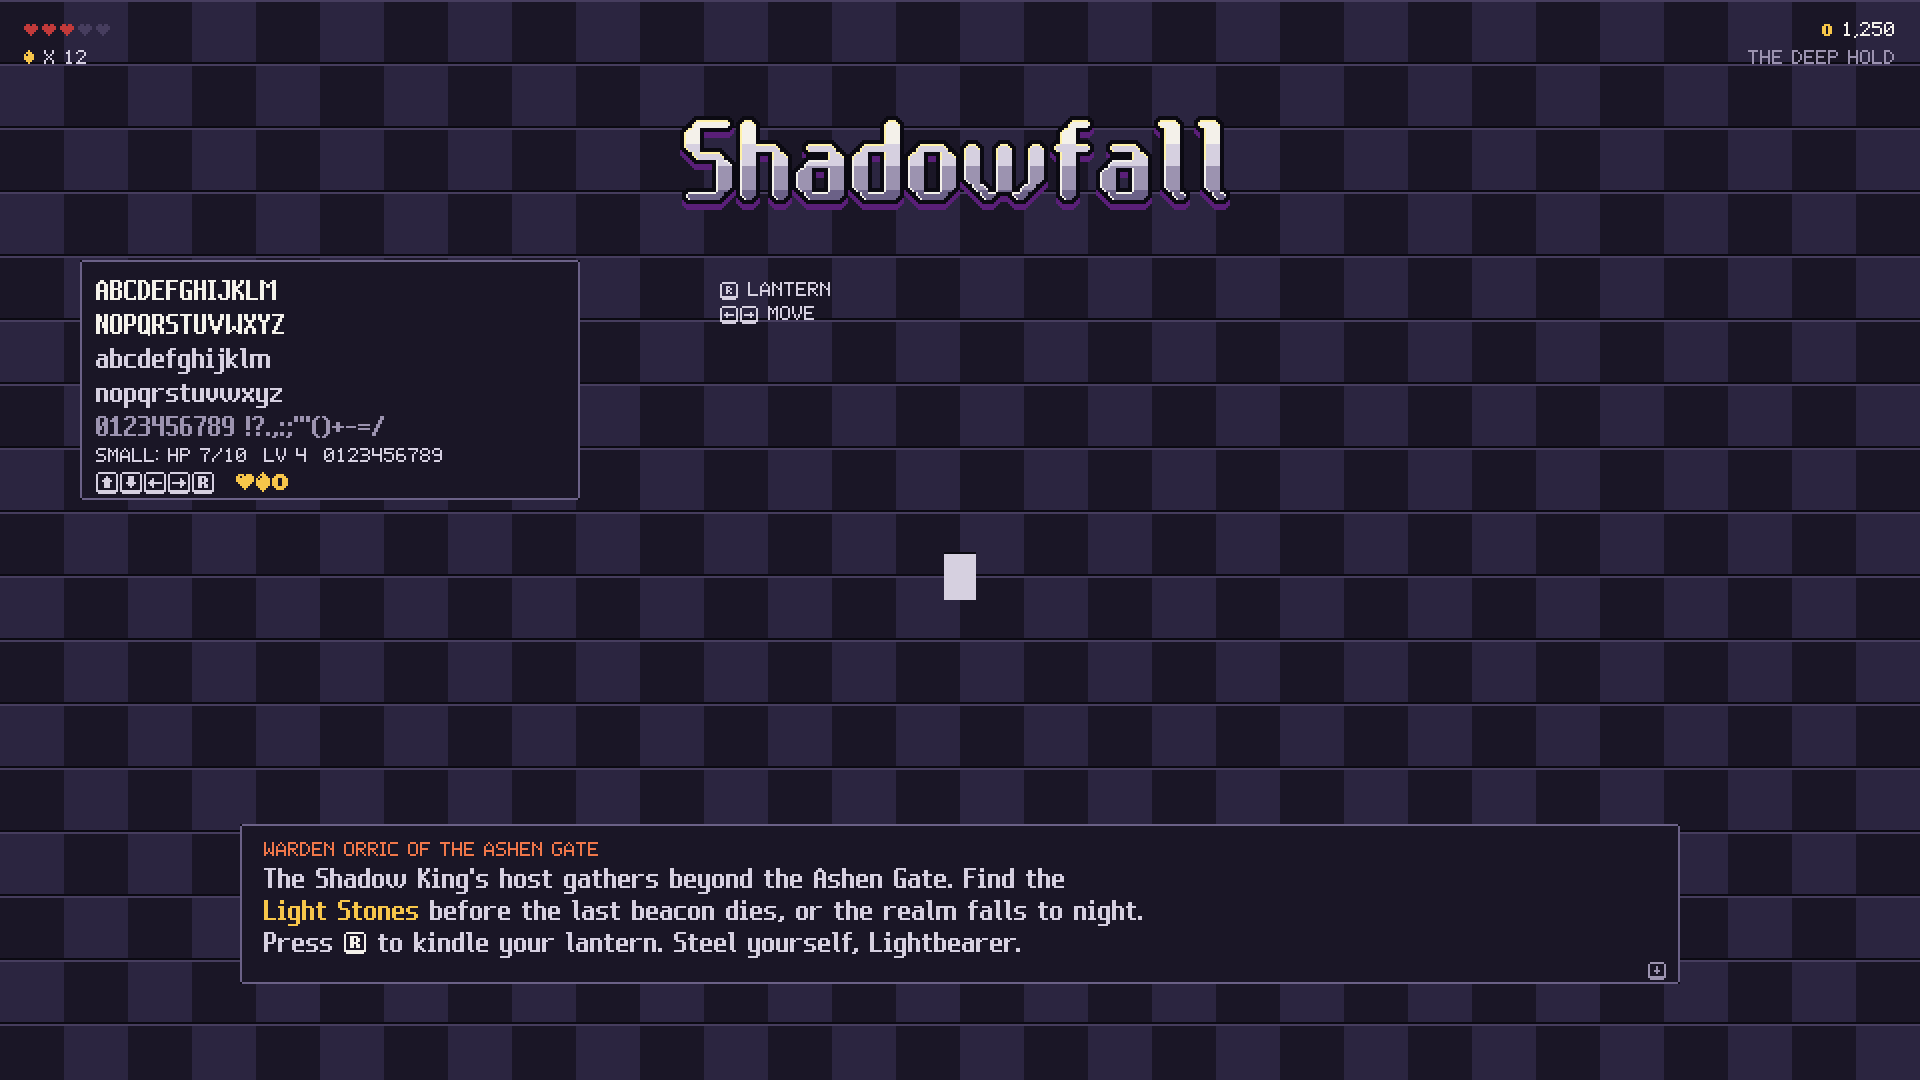 X 12
1,250
THE DEEP HOLD
Shadowfall
ABCDEFGHIJKLM
NOPQRSTUVWXYZ
abcdefghijklm
nopqrstuvwxyz
0123456789 !?.,:;'"()+-=/
SMALL: HP 7/10 LV 4 0123456789
R
R LANTERN
MOVE
WARDEN ORRIC OF THE ASHEN GATE
The Shadow King's host gathers beyond the Ashen Gate. Find the
Light Stones before the last beacon dies, or the realm falls to night.
Press R to kindle your lantern. Steel yourself, Lightbearer.